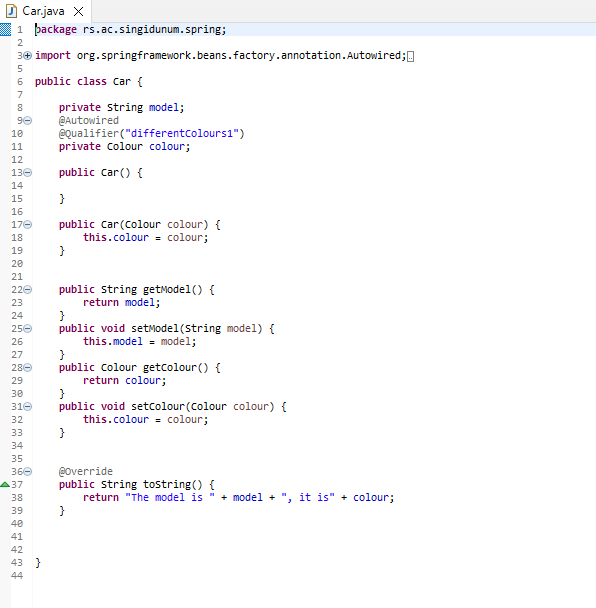 Car.java
1 package rs.ac.singidunum.spring;
2
3 import org.springframework.beans.factory.annotation.Autowired;
5
6 public class Car {
7
8     private String model;
9     @Autowired
10     @Qualifier("differentColours1")
11     private Colour colour;
12
13     public Car() {
14
15     }
16
17     public Car(Colour colour) {
18         this.colour = colour;
19     }
20
21
22     public String getModel() {
23         return model;
24     }
25     public void setModel(String model) {
26         this.model = model;
27     }
28     public Colour getColour() {
29         return colour;
30     }
31     public void setColour(Colour colour) {
32         this.colour = colour;
33     }
34
35
36     @Override
37     public String toString() {
38         return "The model is " + model + ", it is" + colour;
39     }
40
41
42
43 }
44